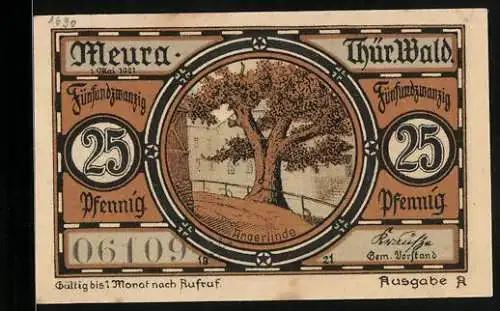 1690
Meura. Thür. Wald.
1. Mai 1921
Fünfundzwanzig Fünfundzwanzig
25 25
Pfennig Pfennig
Angerlinde
06109
19 21
Gem. Vorstand
Gültig bis 1 Monat nach Aufruf. Ausgabe A